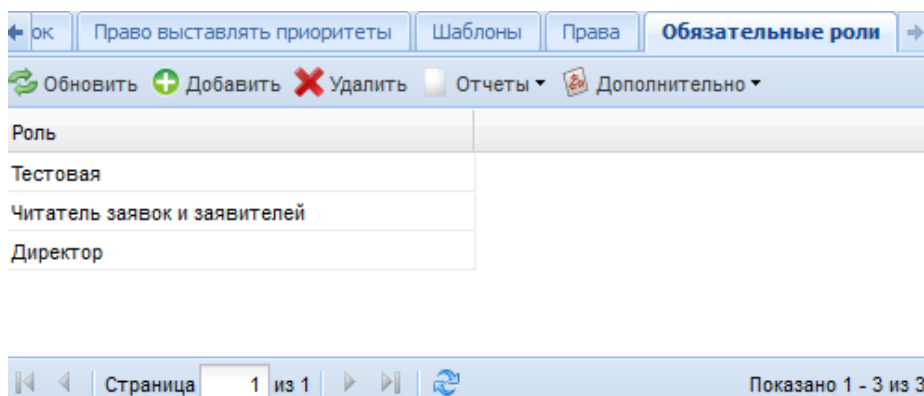 ок Право выставлять приоритеты Шаблоны Права Обязательные роли
Обновить Добавить Удалить Отчеты Дополнительно
Роль
Тестовая
Читатель заявок и заявителей
Директор
Страница 1 из 1 Показано 1 - 3 из 3